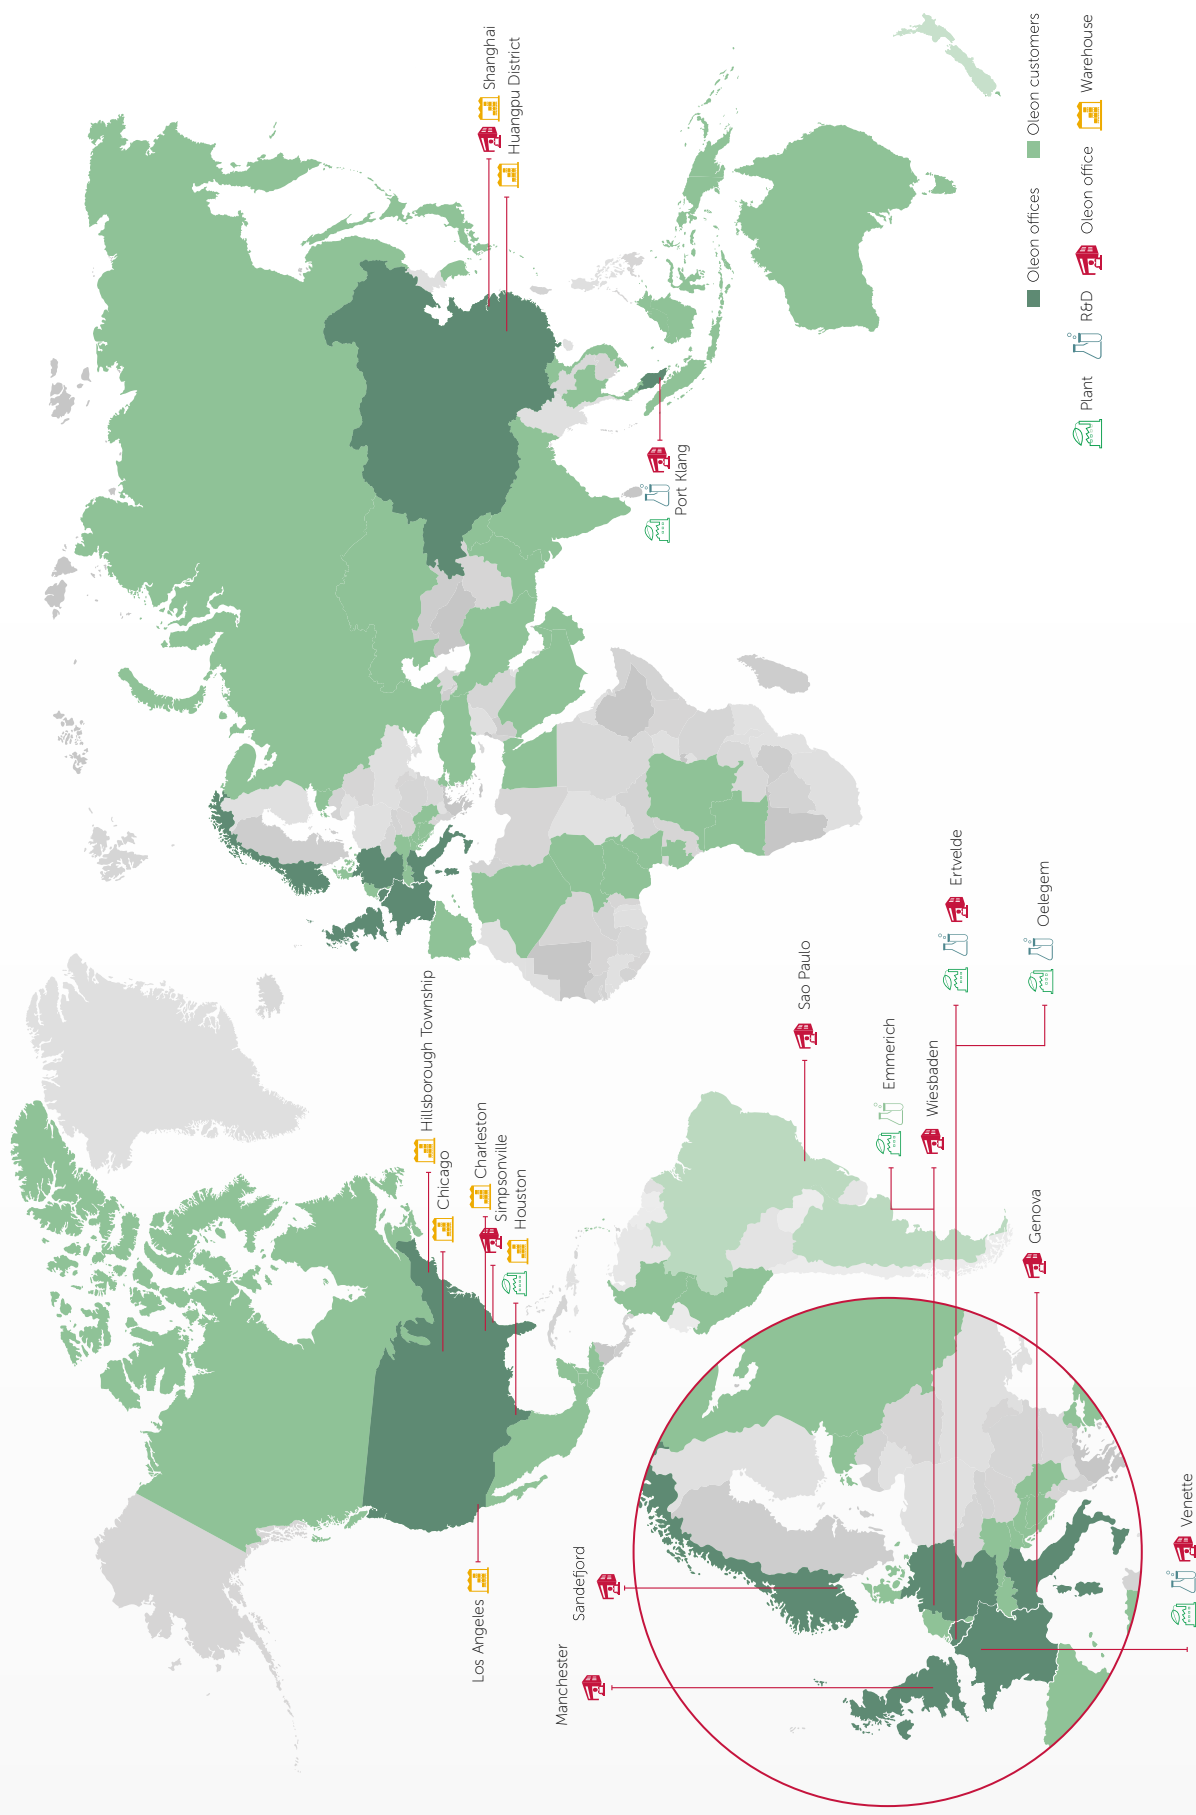 Hillsborough Township
Chicago
Charleston
Simpsonville
Houston
Los Angeles
Sao Paulo
Shanghai
Huangpu District
Port Klang
Manchester
Sandefjord
Emmerich
Wiesbaden
Ertvelde
Oelegem
Genova
Venette
Oleon offices
Oleon customers
Plant
R&D
Oleon office
Warehouse